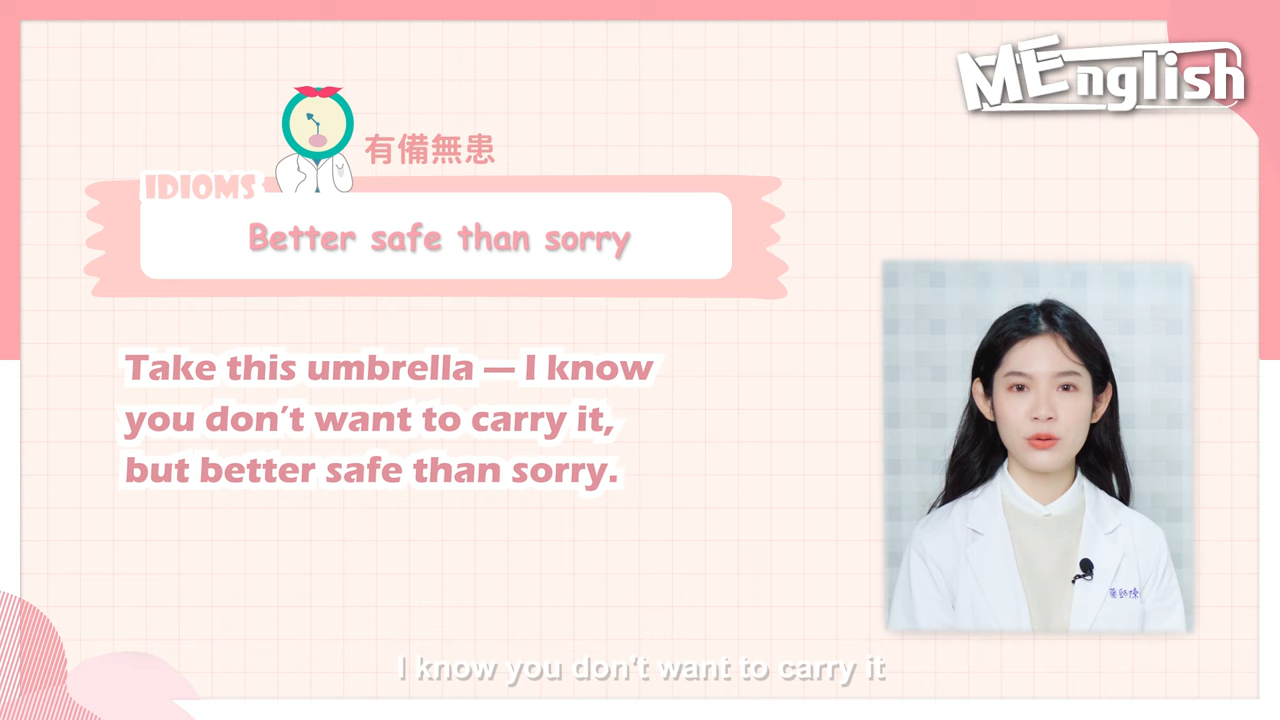 MEnglish
有備無患
IDIOMS
Better safe than sorry
Take this umbrella — I know
you don’t want to carry it,
but better safe than sorry.
I know you don't want to carry it